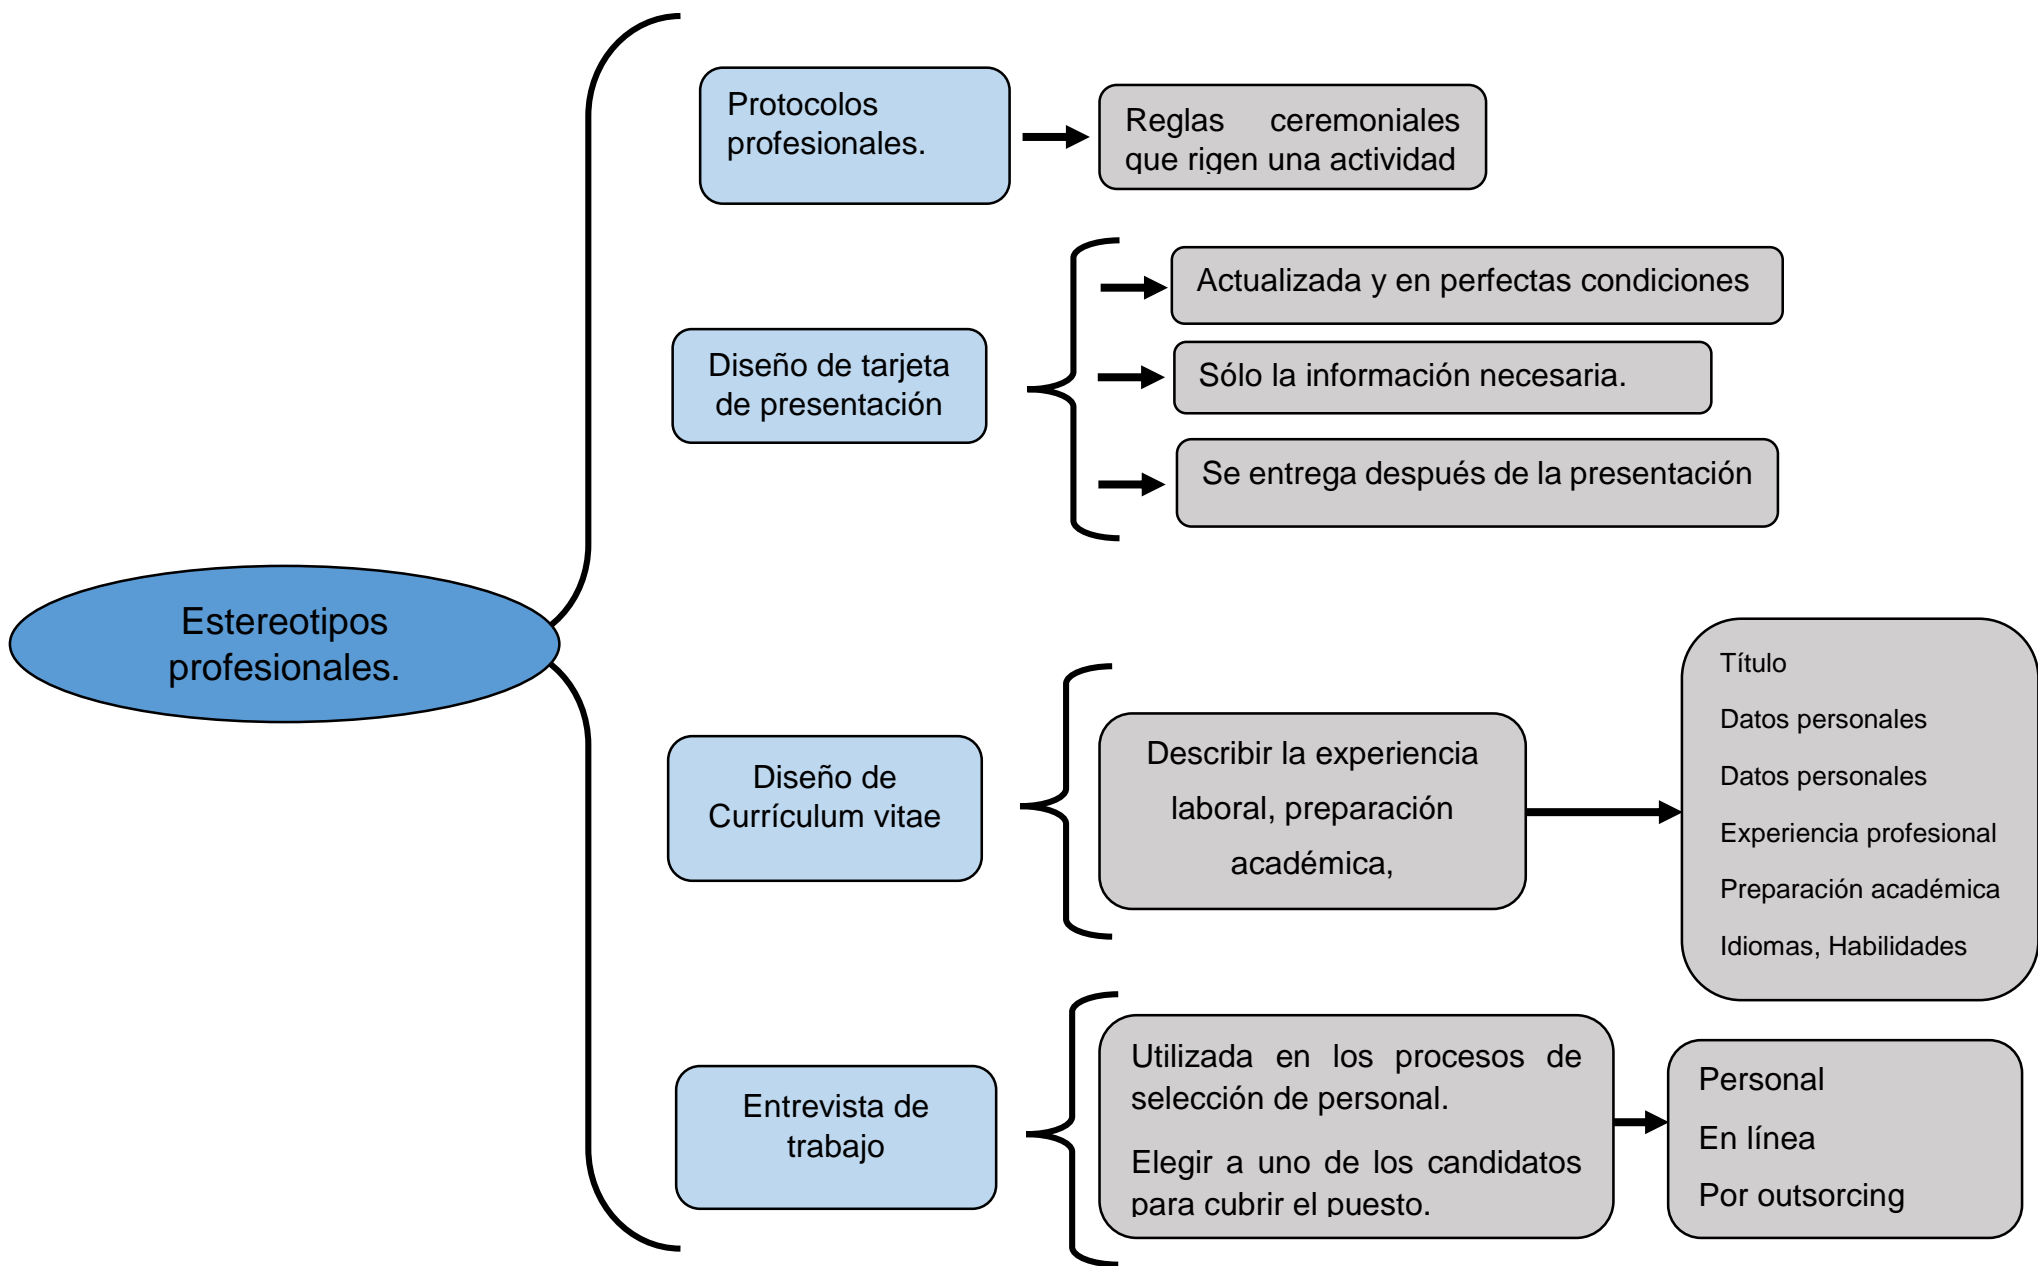 Protocolos
profesionales.
Reglas ceremoniales
que rigen una actividad
Diseño de tarjeta
de presentación
Actualizada y en perfectas condiciones
Sólo la información necesaria.
Se entrega después de la presentación
Estereotipos
profesionales.
Diseño de
Currículum vitae
Describir la experiencia
laboral, preparación
académica,
Título
Datos personales
Datos personales
Experiencia profesional
Preparación académica
Idiomas, Habilidades
Entrevista de
trabajo
Utilizada en los procesos de
selección de personal.
Elegir a uno de los candidatos
para cubrir el puesto.
Personal
En línea
Por outsorcing